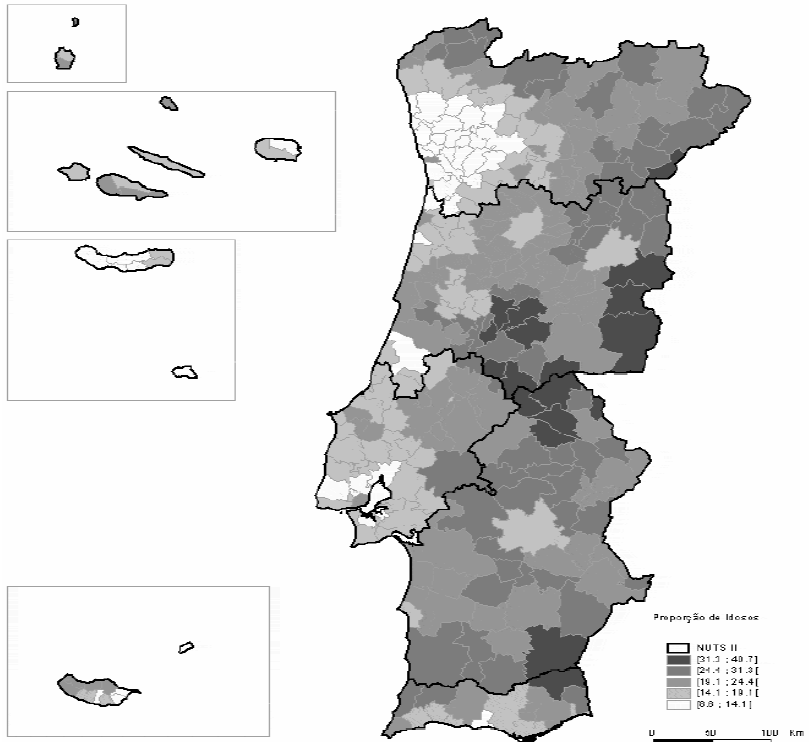 Proporção de Idosos
NUTS II
[31.3 ; 40.7[
[24.4 ; 31.3[
[19.1 ; 24.4[
[14.1 ; 19.1[
[8.8 ; 14.1[
0 50 100 Km